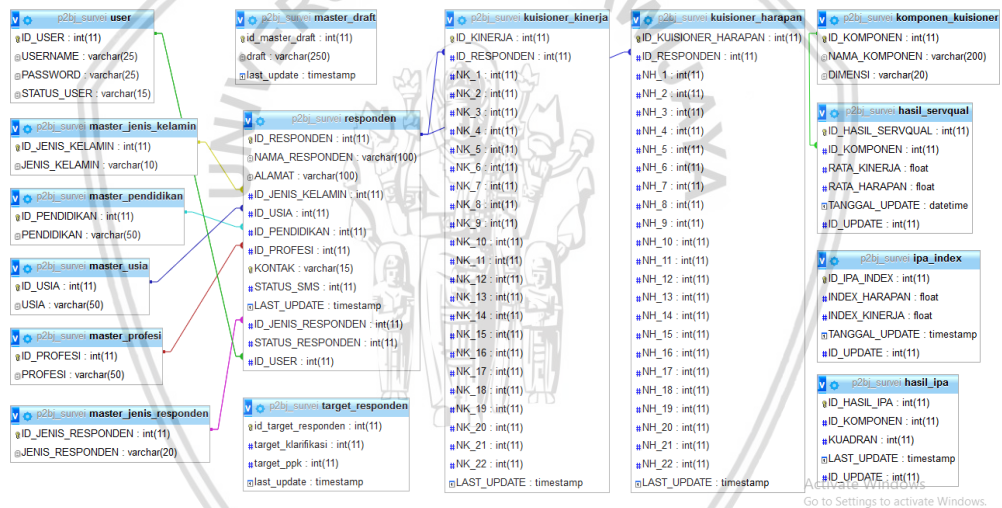 p2bj_survei user
ID_USER : int(11)
USERNAME : varchar(25)
PASSWORD : varchar(25)
STATUS_USER : varchar(15)
p2bj_survei master_jenis_kelamin
ID_JENIS_KELAMIN : int(11)
JENIS_KELAMIN : varchar(10)
p2bj_survei master_pendidikan
ID_PENDIDIKAN : int(11)
PENDIDIKAN : varchar(50)
p2bj_survei master_usia
ID_USIA : int(11)
USIA : varchar(50)
p2bj_survei master_profesi
ID_PROFESI : int(11)
PROFESI : varchar(50)
p2bj_survei master_jenis_responden
ID_JENIS_RESPONDEN : int(11)
JENIS_RESPONDEN : varchar(20)
p2bj_survei master_draft
id_master_draft : int(11)
draft : varchar(250)
last_update : timestamp
p2bj_survei responden
ID_RESPONDEN : int(11)
NAMA_RESPONDEN : varchar(100)
ALAMAT : varchar(100)
#ID_JENIS_KELAMIN : int(11)
#ID_USIA : int(11)
#ID_PENDIDIKAN : int(11)
#ID_PROFESI : int(11)
KONTAK : varchar(15)
#STATUS_SMS : int(11)
LAST_UPDATE : timestamp
#ID_JENIS_RESPONDEN : int(11)
#STATUS_RESPONDEN : int(11)
#ID_USER : int(11)
p2bj_survei target_responden
id_target_responden : int(11)
#target_klarifikasi : int(11)
#target_ppk : int(11)
last_update : timestamp
p2bj_survei kuisioner_kinerja
ID_KINERJA : int(11)
#ID_RESPONDEN : int(11)
#NK_1 : int(11)
#NK_2 : int(11)
#NK_3 : int(11)
#NK_4 : int(11)
#NK_5 : int(11)
#NK_6 : int(11)
#NK_7 : int(11)
#NK_8 : int(11)
#NK_9 : int(11)
#NK_10 : int(11)
#NK_11 : int(11)
#NK_12 : int(11)
#NK_13 : int(11)
#NK_14 : int(11)
#NK_15 : int(11)
#NK_16 : int(11)
#NK_17 : int(11)
#NK_18 : int(11)
#NK_19 : int(11)
#NK_20 : int(11)
#NK_21 : int(11)
#NK_22 : int(11)
LAST_UPDATE : timestamp
p2bj_survei kuisioner_harapan
ID_KUISIONER_HARAPAN : int(11)
#ID_RESPONDEN : int(11)
#NH_1 : int(11)
#NH_2 : int(11)
#NH_3 : int(11)
#NH_4 : int(11)
#NH_5 : int(11)
#NH_6 : int(11)
#NH_7 : int(11)
#NH_8 : int(11)
#NH_9 : int(11)
#NH_10 : int(11)
#NH_11 : int(11)
#NH_12 : int(11)
#NH_13 : int(11)
#NH_14 : int(11)
#NH_15 : int(11)
#NH_16 : int(11)
#NH_17 : int(11)
#NH_18 : int(11)
#NH_19 : int(11)
#NH_20 : int(11)
#NH_21 : int(11)
#NH_22 : int(11)
LAST_UPDATE : timestamp
p2bj_survei komponen_kuisioner
ID_KOMPONEN : int(11)
NAMA_KOMPONEN : varchar(200)
DIMENSI : varchar(20)
p2bj_survei hasil_servqual
ID_HASIL_SERVQUAL : int(11)
#ID_KOMPONEN : int(11)
#RATA_KINERJA : float
#RATA_HARAPAN : float
TANGGAL_UPDATE : datetime
#ID_UPDATE : int(11)
p2bj_survei ipa_index
ID_IPA_INDEX : int(11)
#INDEX_HARAPAN : float
#INDEX_KINERJA : float
TANGGAL_UPDATE : timestamp
#ID_UPDATE : int(11)
p2bj_survei hasil_ipa
ID_HASIL_IPA : int(11)
#ID_KOMPONEN : int(11)
#KUADRAN : int(11)
LAST_UPDATE : timestamp
#ID_UPDATE : int(11)
Activate Windows
Go to Settings to activate Windows.